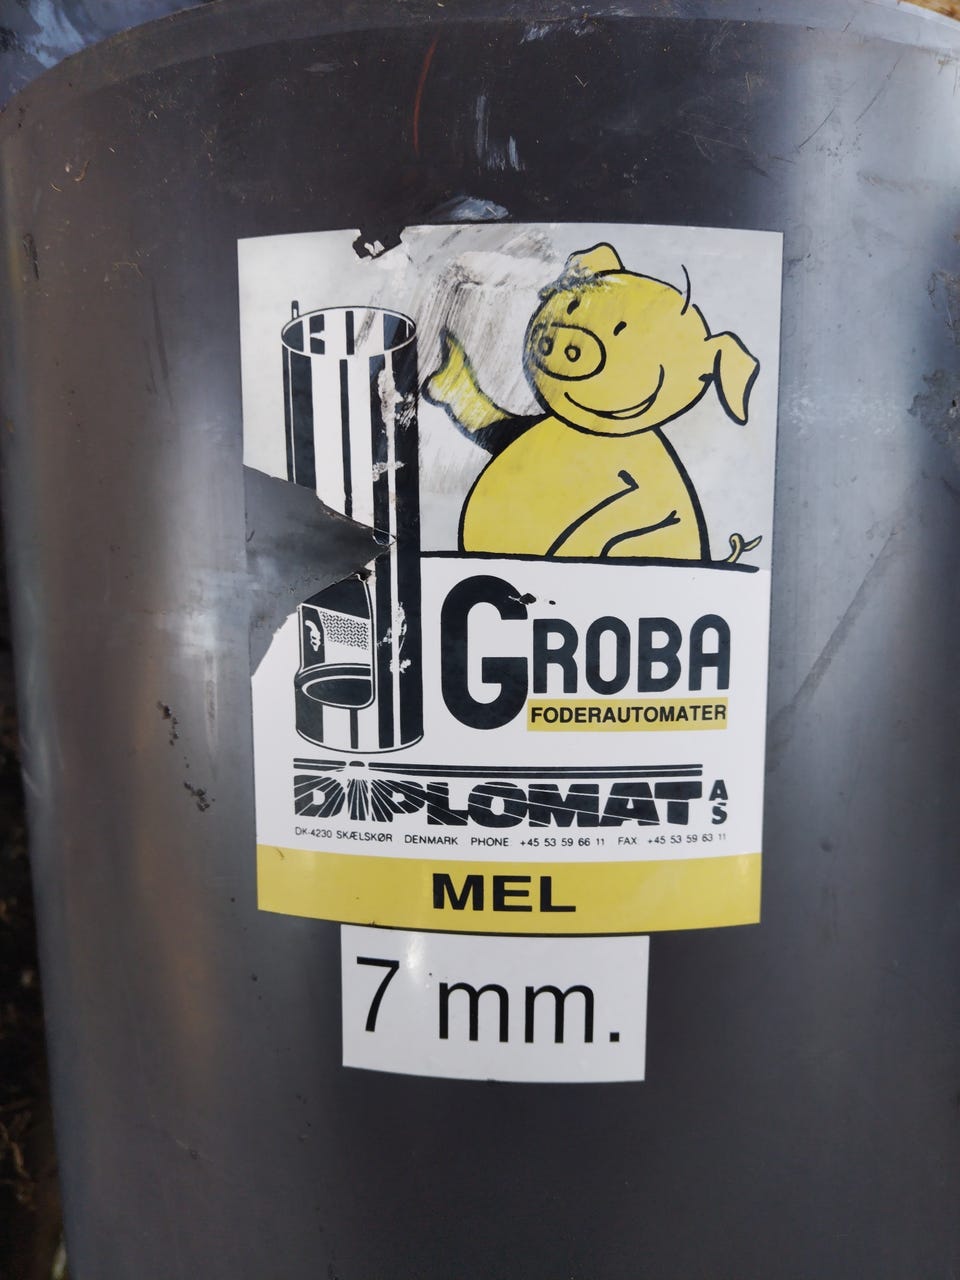 GROBA
FODERAUTOMATER
DIPLOMAT A/S
DK-4230 SKÆLSKØR DENMARK PHONE +45 53 59 66 11 FAX: +45 53 59 63 11
MEL
7 mm.